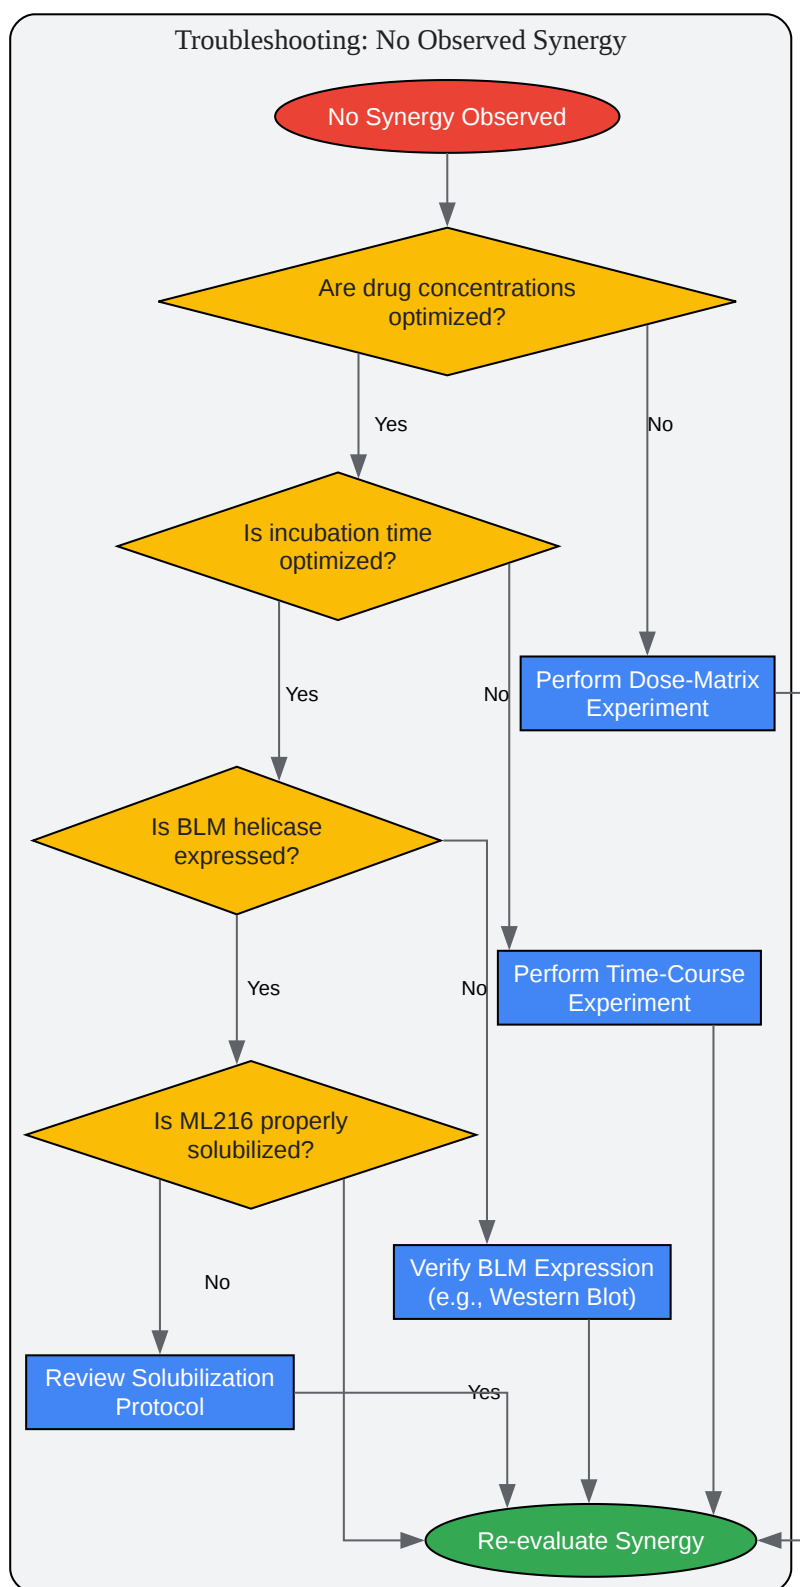 Troubleshooting: No Observed Synergy
No Synergy Observed
Are drug concentrations
optimized?
Yes
No
Is incubation time
optimized?
Yes
No
Perform Dose-Matrix
Experiment
Is BLM helicase
expressed?
Yes
No
Perform Time-Course
Experiment
Is ML216 properly
solubilized?
No
Verify BLM Expression
(e.g., Western Blot)
Review Solubilization
Protocol
Yes
Re-evaluate Synergy